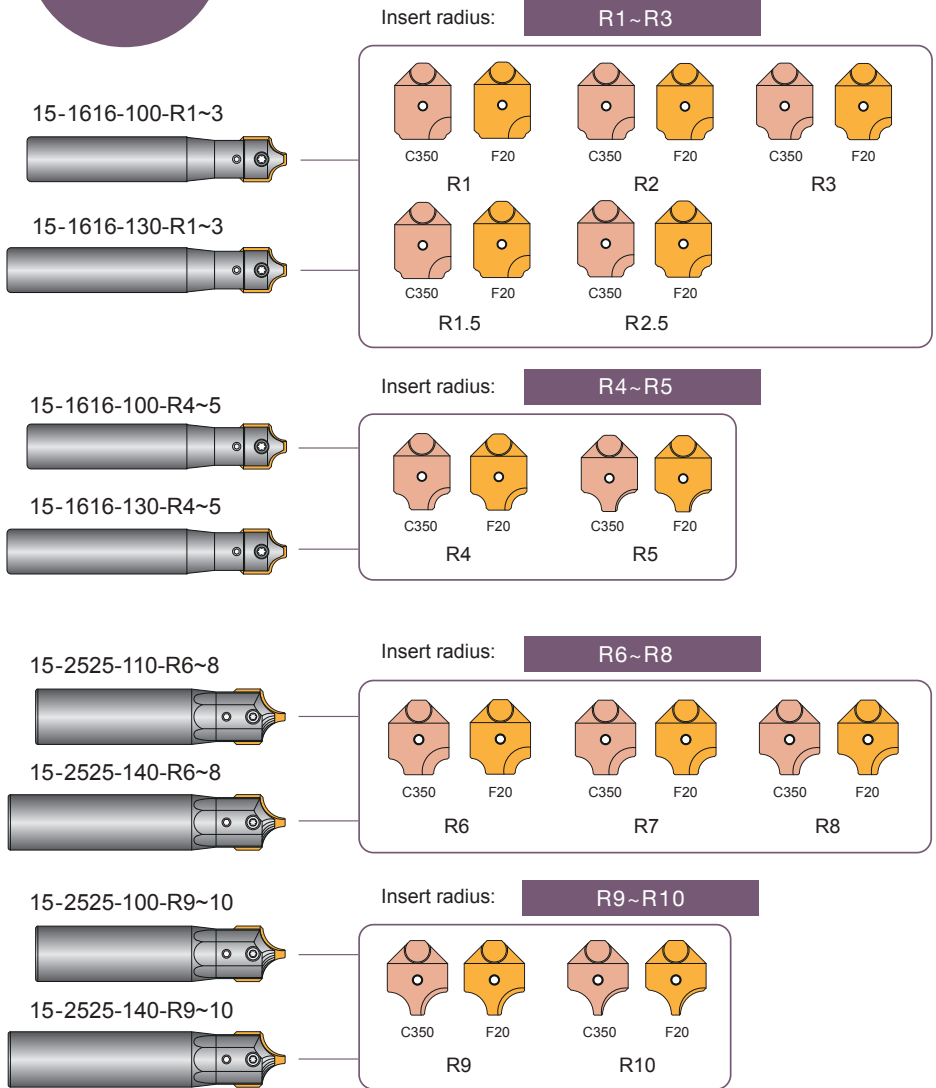 Insert radius: R1~R3
15-1616-100-R1~3
C350 F20 C350 F20 C350 F20
R1 R2 R3
15-1616-130-R1~3
C350 F20 C350 F20
R1.5 R2.5
Insert radius: R4~R5
15-1616-100-R4~5
15-1616-130-R4~5
C350 F20 C350 F20
R4 R5
Insert radius: R6~R8
15-2525-110-R6~8
15-2525-140-R6~8
C350 F20 C350 F20 C350 F20
R6 R7 R8
Insert radius: R9~R10
15-2525-100-R9~10
15-2525-140-R9~10
C350 F20 C350 F20
R9 R10